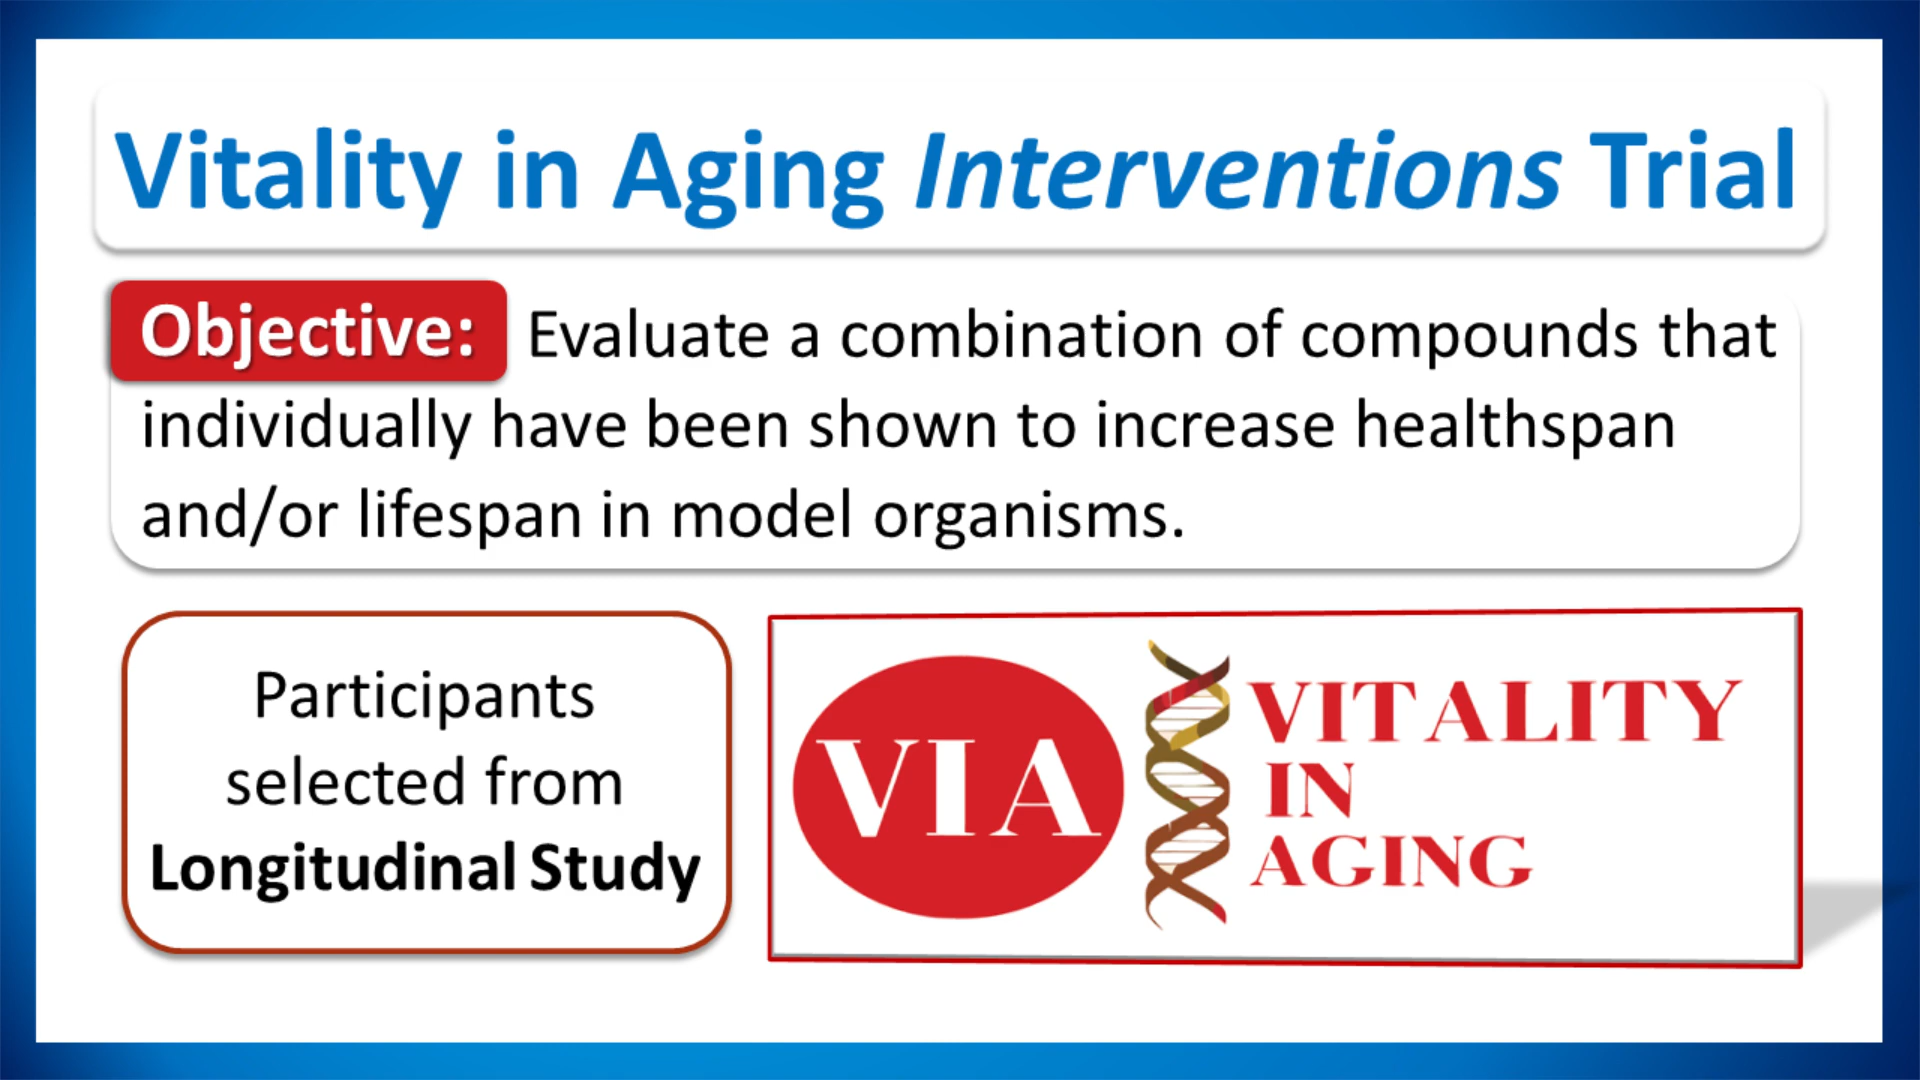 Vitality in Aging Interventions Trial
Objective: Evaluate a combination of compounds that
individually have been shown to increase healthspan
and/or lifespan in model organisms.
Participants
selected from
Longitudinal Study
VIA
VITALITY
IN
AGING